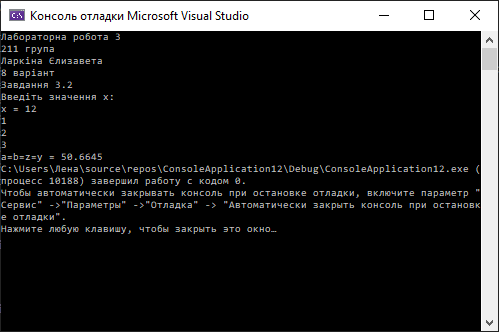 Консоль отладки Microsoft Visual Studio
Лабораторна робота 3
211 група
Ларкіна Єлизавета
8 варіант
Завдання 3.2
Введіть значення x:
x = 12
1
2
3
a=b=z=y = 50.6645
C:\Users\Лена\source\repos\ConsoleApplication12\Debug\ConsoleApplication12.exe (
процесс 10188) завершил работу с кодом 0.
Чтобы автоматически закрывать консоль при остановке отладки, включите параметр "
Сервис" ->"Параметры" ->"Отладка" -> "Автоматически закрыть консоль при остановк
е отладки".
Нажмите любую клавишу, чтобы закрыть это окно…